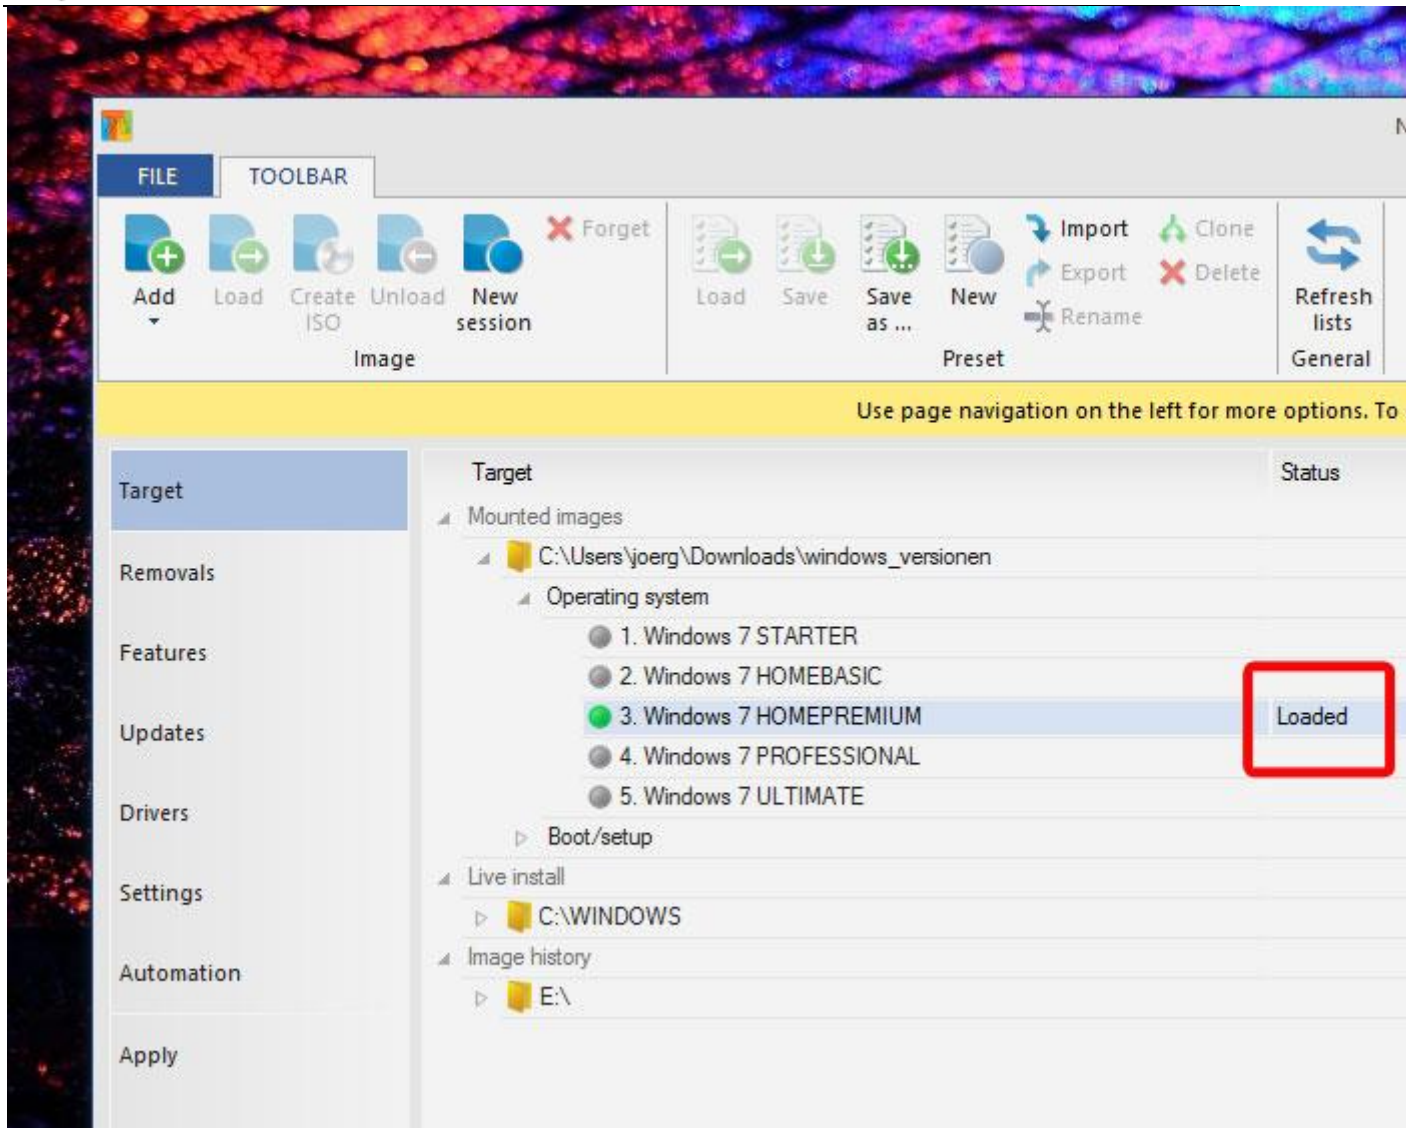 N
FILE TOOLBAR
Forget Import Clone
Export Delete
Add Load Create Unload New Load Save Save New Rename Refresh
ISO session as ... lists
Image Preset General
Use page navigation on the left for more options. To
Target Target Status
Mounted images
C:\Users\joerg\Downloads\windows_versionen
Removals
Operating system
1. Windows 7 STARTER
Features
2. Windows 7 HOMEBASIC
3. Windows 7 HOMEPREMIUM Loaded
Updates
4. Windows 7 PROFESSIONAL
5. Windows 7 ULTIMATE
Drivers
Boot/setup
Live install
Settings
C:\WINDOWS
Image history
Automation
E:\
Apply